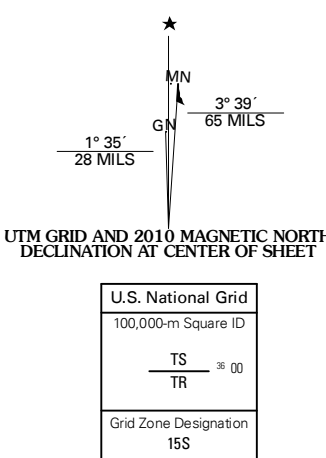 MN
3° 39´
65 MILS
GN
1° 35´
28 MILS
UTM GRID AND 2010 MAGNETIC NORTH
DECLINATION AT CENTER OF SHEET
U.S. National Grid
100,000-m Square ID
TS
36 00
TR
Grid Zone Designation
15S